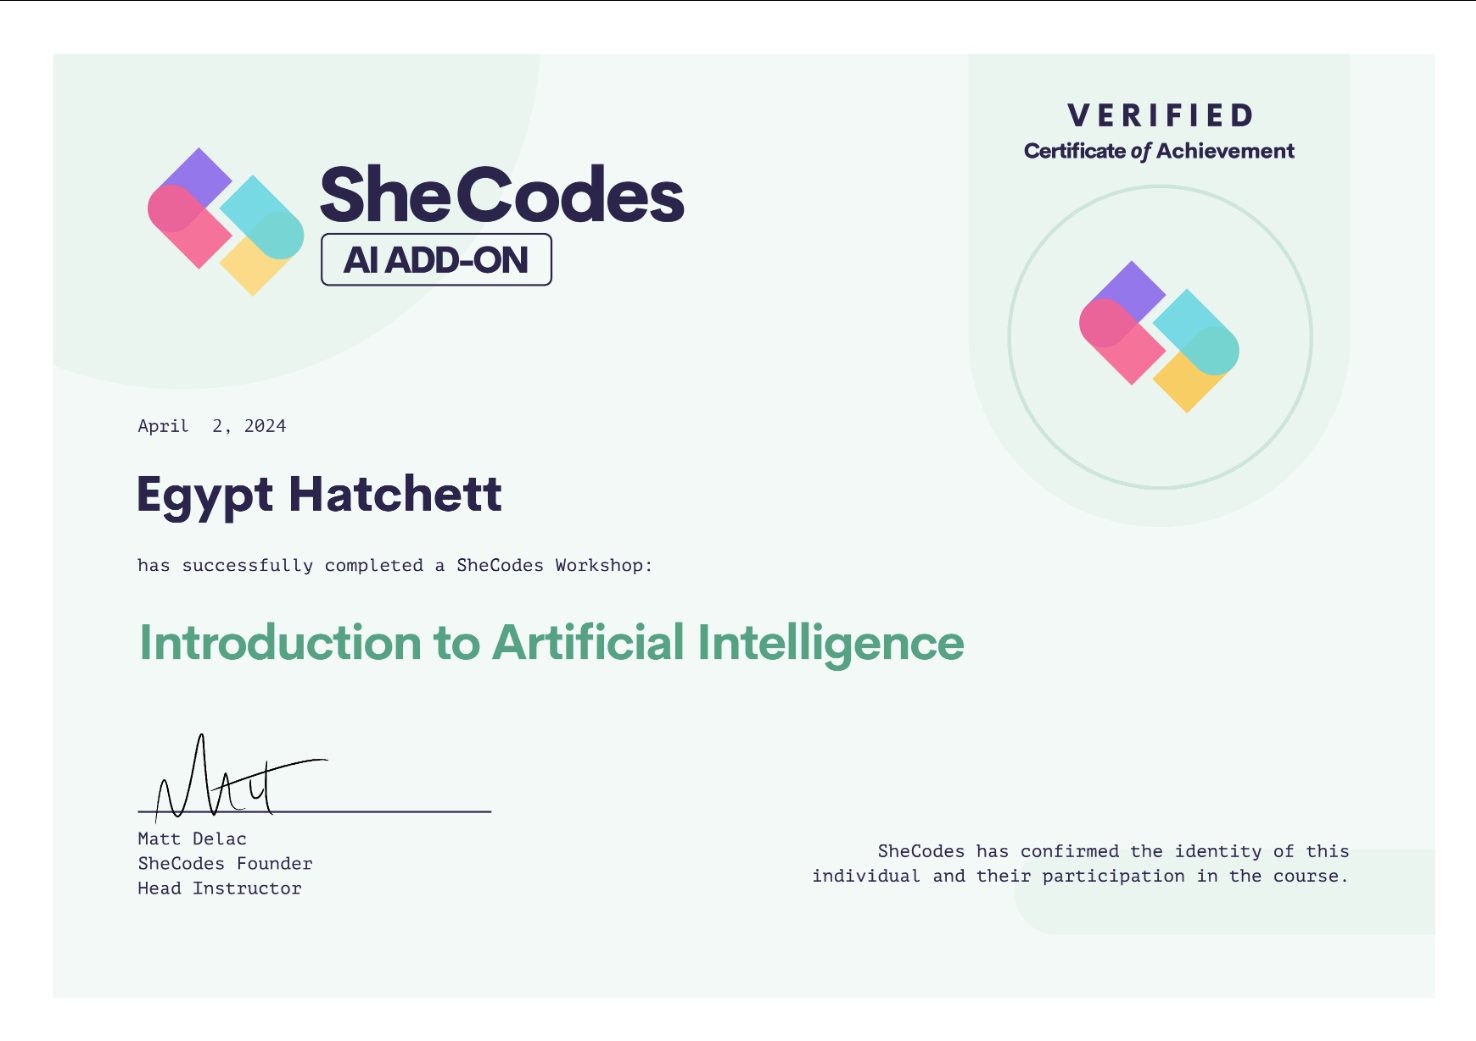 SheCodes
AI ADD-ON
VERIFIED
Certificate of Achievement
April 2, 2024
Egypt Hatchett
has successfully completed a SheCodes Workshop:
Introduction to Artificial Intelligence
Matt
Matt Delac
SheCodes Founder
Head Instructor
SheCodes has confirmed the identity of this
individual and their participation in the course.